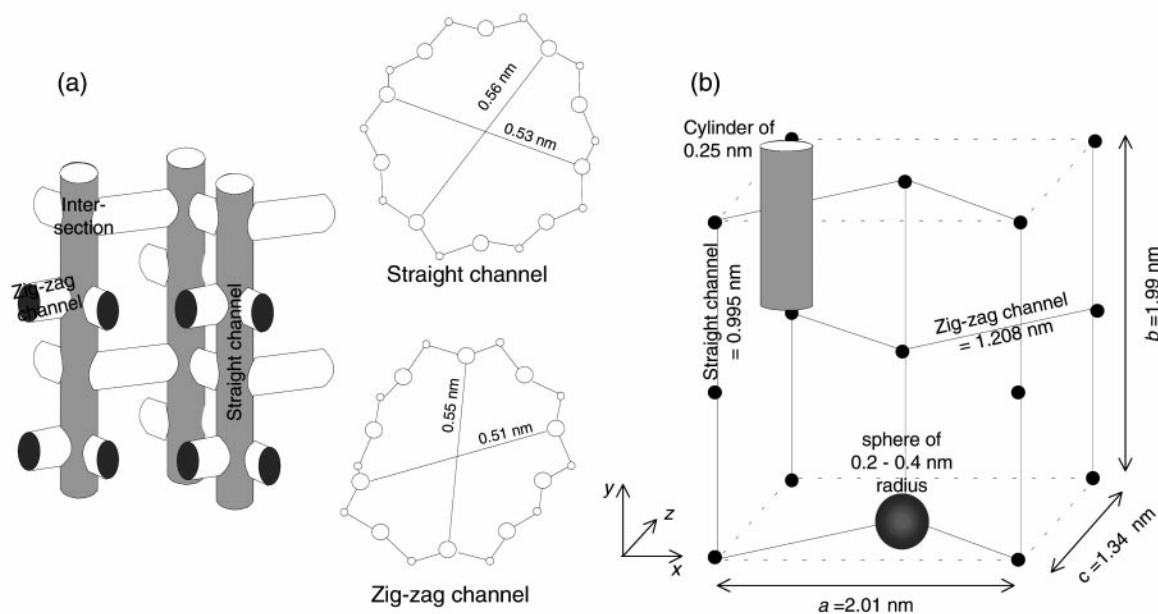 (a)
Inter-
section
Zig-zag
channel
Straight channel
0.56 nm
0.53 nm
Straight channel
0.55 nm
0.51 nm
Zig-zag channel
(b)
Cylinder of
0.25 nm
Straight channel
= 0.995 nm
Zig-zag channel
= 1.208 nm
b =1.99 nm
sphere of
0.2 - 0.4 nm
radius
y
z
x
c =1.34 nm
a =2.01 nm